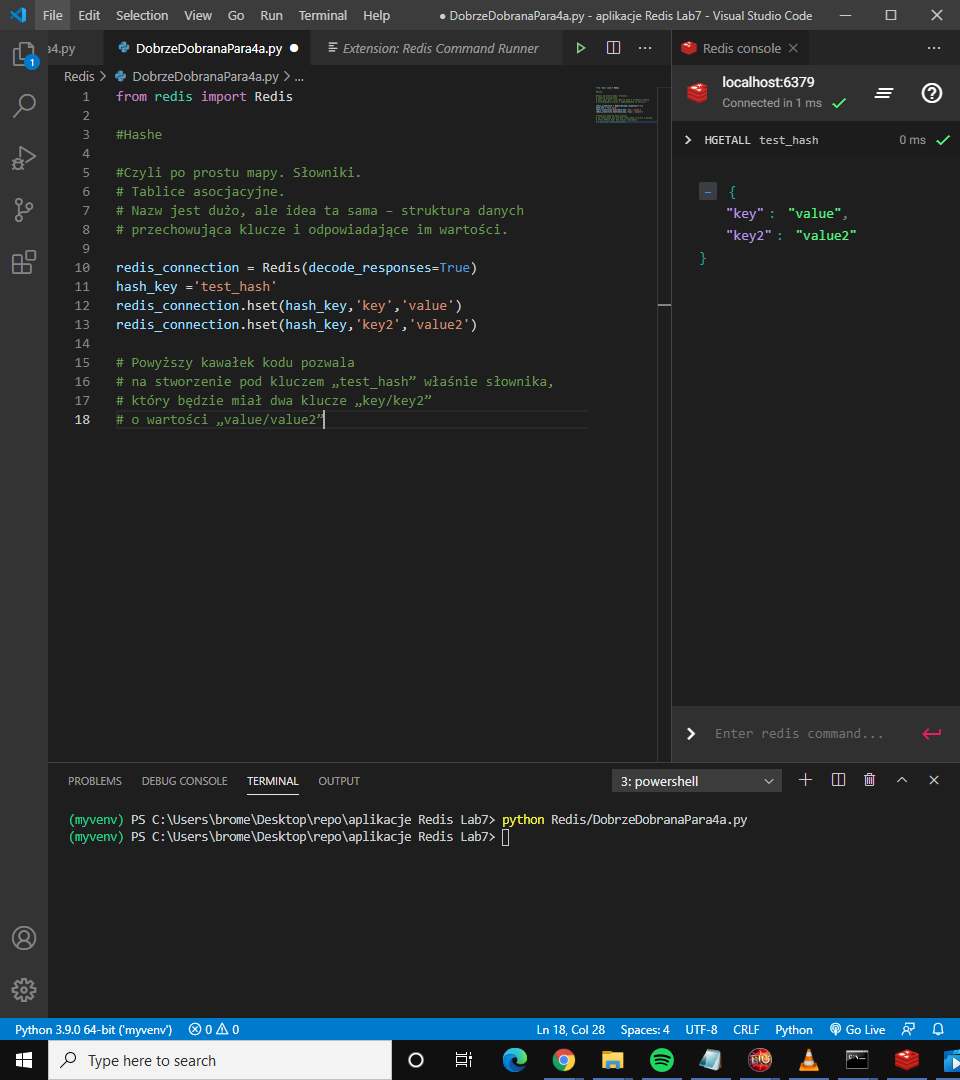 File Edit Selection View Go Run Terminal Help
● DobrzeDobranaPara4a.py - aplikacje Redis Lab7 - Visual Studio Code
a4.py
DobrzeDobranaPara4a.py
Extension: Redis Command Runner
Redis > DobrzeDobranaPara4a.py > ...
1 from redis import Redis
2
3 #Hashe
4
5 #Czyli po prostu mapy. Słowniki.
6 # Tablice asocjacyjne.
7 # Nazw jest dużo, ale idea ta sama – struktura danych
8 # przechowująca klucze i odpowiadające im wartości.
9
10 redis_connection = Redis(decode_responses=True)
11 hash_key ='test_hash'
12 redis_connection.hset(hash_key,'key','value')
13 redis_connection.hset(hash_key,'key2','value2')
14
15 # Powyższy kawałek kodu pozwala
16 # na stworzenie pod kluczem „test_hash” właśnie słownika,
17 # który będzie miał dwa klucze „key/key2”
18 # o wartości „value/value2”
Redis console
localhost:6379
Connected in 1 ms
HGETALL test_hash 0 ms
{
"key" : "value",
"key2" : "value2"
}
Enter redis command...
1
PROBLEMS DEBUG CONSOLE TERMINAL OUTPUT
3: powershell
(myvenv) PS C:\Users\brome\Desktop\repo\aplikacje Redis Lab7> python Redis/DobrzeDobranaPara4a.py
(myvenv) PS C:\Users\brome\Desktop\repo\aplikacje Redis Lab7>
Python 3.9.0 64-bit ('myvenv') 0 0
Ln 18, Col 28 Spaces: 4 UTF-8 CRLF Python Go Live
Type here to search